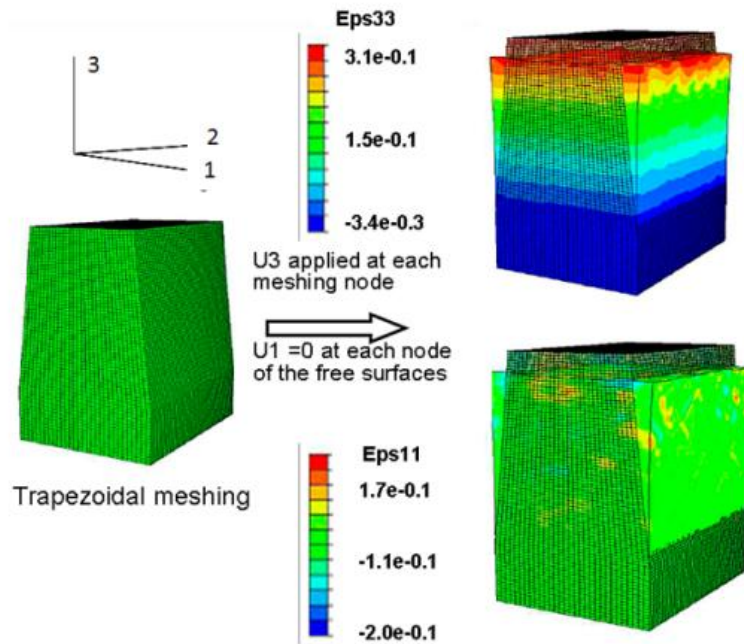 Eps33
3.1e-0.1
1.5e-0.1
-3.4e-0.3
3
2
1
U3 applied at each
meshing node
U1 =0 at each node
of the free surfaces
Trapezoidal meshing
Eps11
1.7e-0.1
-1.1e-0.1
-2.0e-0.1